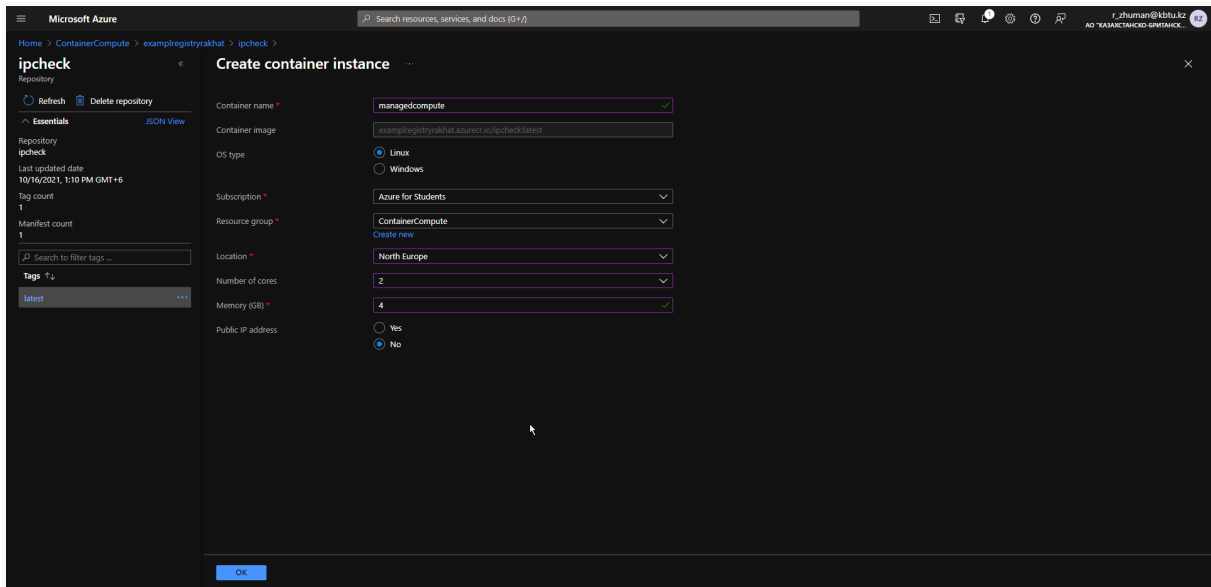 Microsoft Azure
Search resources, services, and docs (G+/)
1
r_zhuman@kbtu.kz
АО "КАЗАХСТАНСКО-БРИТАНСК...
RZ
Home > ContainerCompute > examplregistryrakhat > ipcheck >
ipcheck
«
Repository
Refresh
Delete repository
Essentials
JSON View
Repository
ipcheck
Last updated date
10/16/2021, 1:10 PM GMT+6
Tag count
1
Manifest count
1
Search to filter tags ...
Tags ↑↓
latest
...
Create container instance
...
Container name *
managedcompute
Container image
examplregistryrakhat.azurecr.io/ipcheck:latest
OS type
Linux
Windows
Subscription *
Azure for Students
Resource group *
ContainerCompute
Create new
Location *
North Europe
Number of cores
2
Memory (GB) *
4
Public IP address
Yes
No
OK